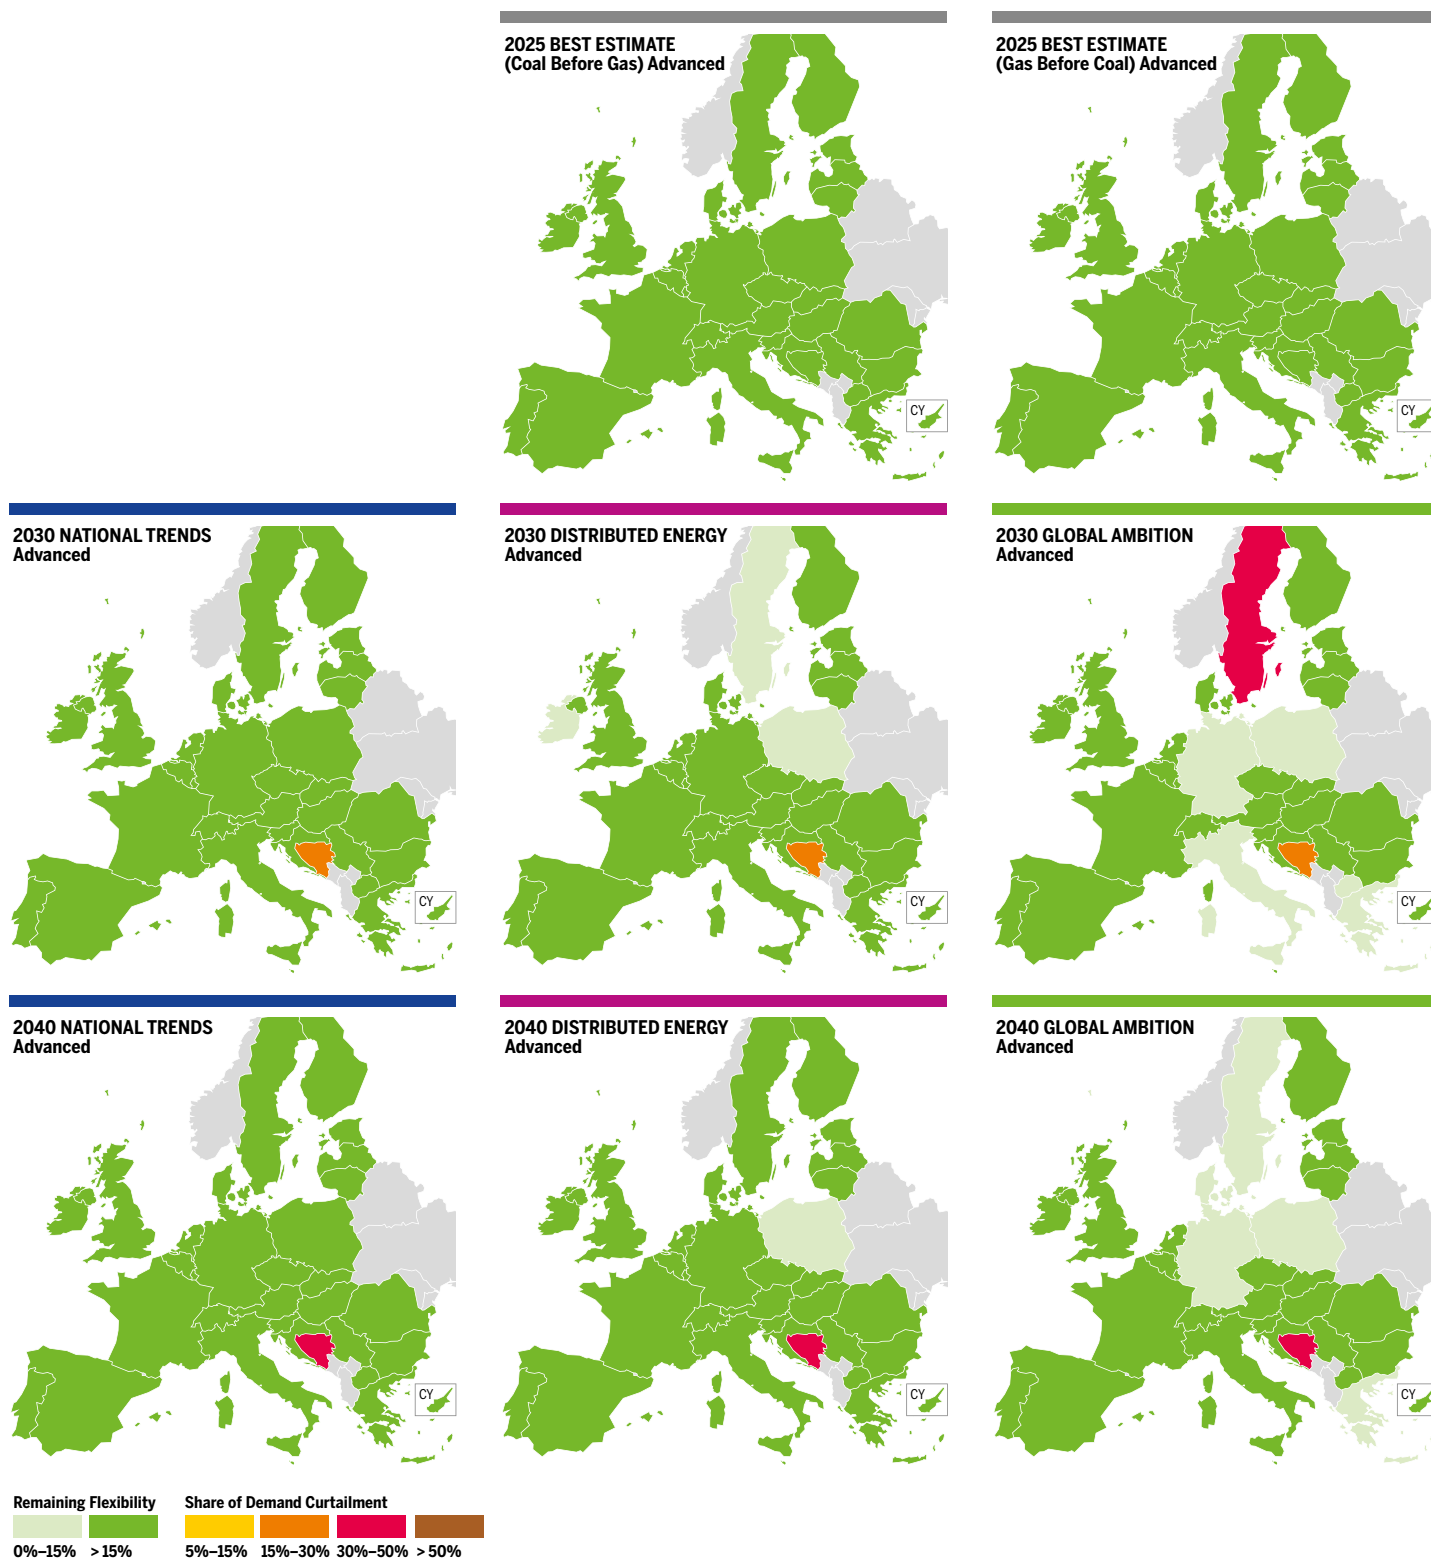 2025 BEST ESTIMATE
(Coal Before Gas) Advanced
CY
2025 BEST ESTIMATE
(Gas Before Coal) Advanced
CY
2030 NATIONAL TRENDS
Advanced
CY
2030 DISTRIBUTED ENERGY
Advanced
CY
2030 GLOBAL AMBITION
Advanced
CY
2040 NATIONAL TRENDS
Advanced
CY
2040 DISTRIBUTED ENERGY
Advanced
CY
2040 GLOBAL AMBITION
Advanced
CY
Remaining Flexibility
0%–15% > 15%
Share of Demand Curtailment
5%–15% 15%–30% 30%–50% > 50%